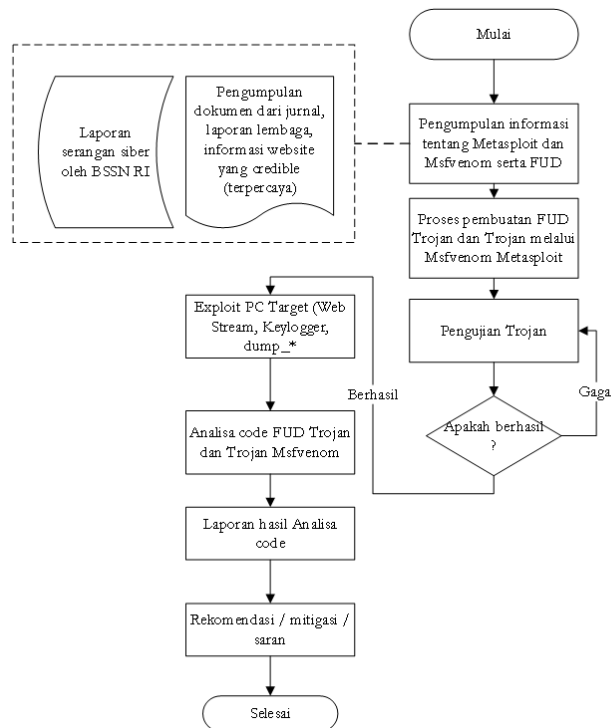 Mulai
Laporan
serangan siber
oleh BSSN RI
Pengumpulan
dokumen dari jurnal,
laporan lembaga,
informasi website
yang credible
(terpercaya)
Pengumpulan informasi
tentang Metasploit dan
Msfvenom serta FUD
Proses pembuatan FUD
Trojan dan Trojan melalui
Msfvenom Metasploit
Pengujian Trojan
Apakah berhasil
?
Gaga
Berhasil
Exploit PC Target (Web
Stream, Keylogger,
dump_*
Analisa code FUD Trojan
dan Trojan Msfvenom
Laporan hasil Analisa
code
Rekomendasi / mitigasi /
saran
Selesai